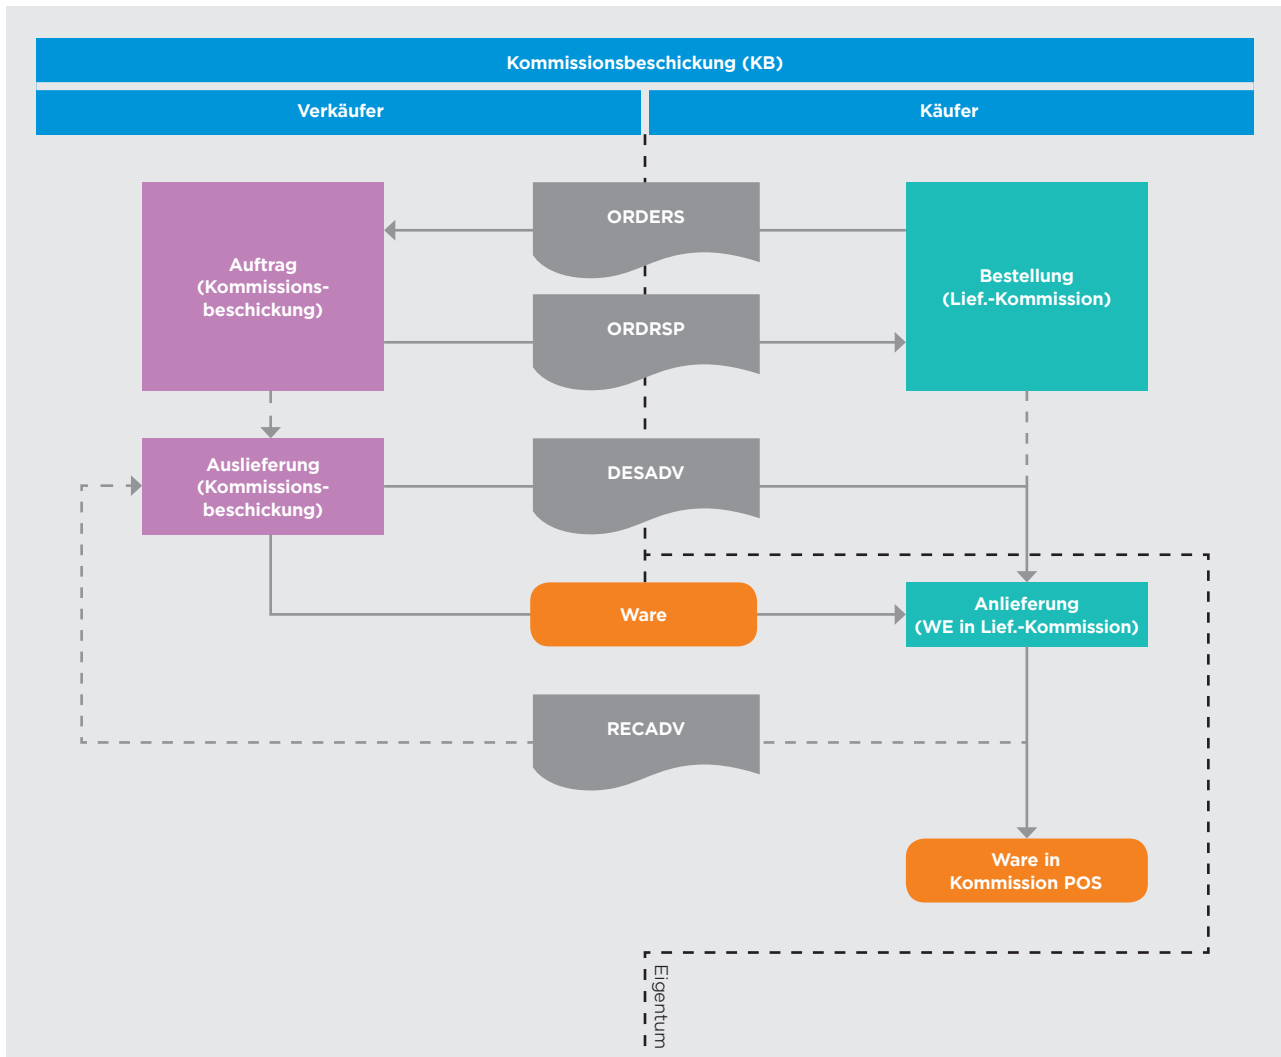 Kommissionsbeschickung (KB)
Verkäufer
Käufer
ORDERS
Auftrag
(Kommissions-
beschickung)
Bestellung
(Lief.-Kommission)
ORDRSP
Auslieferung
(Kommissions-
beschickung)
DESADV
Ware
Anlieferung
(WE in Lief.-Kommission)
RECADV
Ware in
Kommission POS
Eigentum